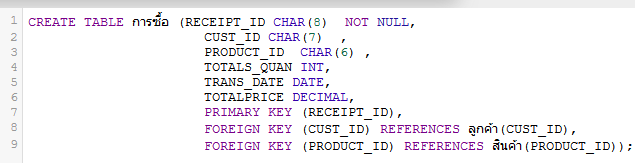 1 CREATE TABLE การซื้อ (RECEIPT_ID CHAR(8)  NOT NULL,
2 CUST_ID CHAR(7)  ,
3 PRODUCT_ID  CHAR(6) ,
4 TOTALS_QUAN INT,
5 TRANS_DATE DATE,
6 TOTALPRICE DECIMAL,
7 PRIMARY KEY (RECEIPT_ID),
8 FOREIGN KEY (CUST_ID) REFERENCES ลูกค้า(CUST_ID),
9 FOREIGN KEY (PRODUCT_ID) REFERENCES สินค้า(PRODUCT_ID));